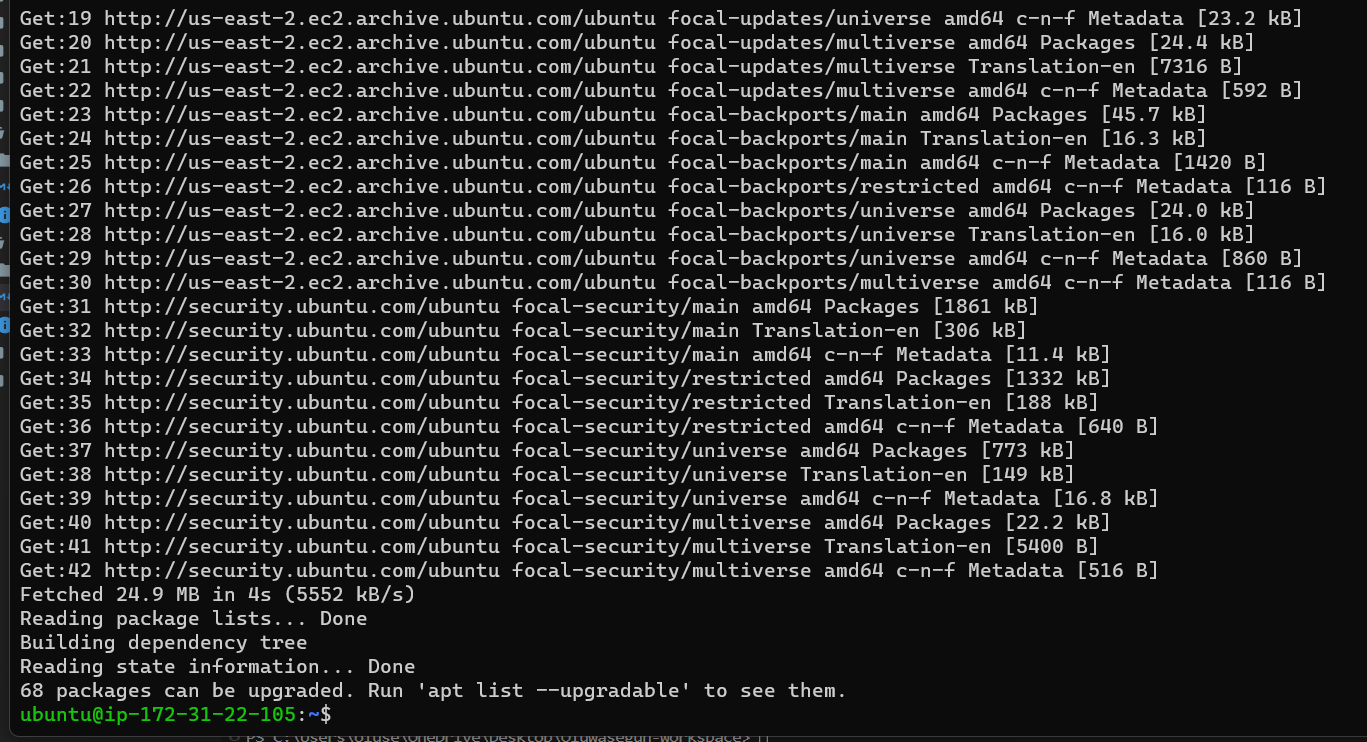 Get:19 http://us-east-2.ec2.archive.ubuntu.com/ubuntu focal-updates/universe amd64 c-n-f Metadata [23.2 kB]
Get:20 http://us-east-2.ec2.archive.ubuntu.com/ubuntu focal-updates/multiverse amd64 Packages [24.4 kB]
Get:21 http://us-east-2.ec2.archive.ubuntu.com/ubuntu focal-updates/multiverse Translation-en [7316 B]
Get:22 http://us-east-2.ec2.archive.ubuntu.com/ubuntu focal-updates/multiverse amd64 c-n-f Metadata [592 B]
Get:23 http://us-east-2.ec2.archive.ubuntu.com/ubuntu focal-backports/main amd64 Packages [45.7 kB]
Get:24 http://us-east-2.ec2.archive.ubuntu.com/ubuntu focal-backports/main Translation-en [16.3 kB]
Get:25 http://us-east-2.ec2.archive.ubuntu.com/ubuntu focal-backports/main amd64 c-n-f Metadata [1420 B]
Get:26 http://us-east-2.ec2.archive.ubuntu.com/ubuntu focal-backports/restricted amd64 c-n-f Metadata [116 B]
Get:27 http://us-east-2.ec2.archive.ubuntu.com/ubuntu focal-backports/universe amd64 Packages [24.0 kB]
Get:28 http://us-east-2.ec2.archive.ubuntu.com/ubuntu focal-backports/universe Translation-en [16.0 kB]
Get:29 http://us-east-2.ec2.archive.ubuntu.com/ubuntu focal-backports/universe amd64 c-n-f Metadata [860 B]
Get:30 http://us-east-2.ec2.archive.ubuntu.com/ubuntu focal-backports/multiverse amd64 c-n-f Metadata [116 B]
Get:31 http://security.ubuntu.com/ubuntu focal-security/main amd64 Packages [1861 kB]
Get:32 http://security.ubuntu.com/ubuntu focal-security/main Translation-en [306 kB]
Get:33 http://security.ubuntu.com/ubuntu focal-security/main amd64 c-n-f Metadata [11.4 kB]
Get:34 http://security.ubuntu.com/ubuntu focal-security/restricted amd64 Packages [1332 kB]
Get:35 http://security.ubuntu.com/ubuntu focal-security/restricted Translation-en [188 kB]
Get:36 http://security.ubuntu.com/ubuntu focal-security/restricted amd64 c-n-f Metadata [640 B]
Get:37 http://security.ubuntu.com/ubuntu focal-security/universe amd64 Packages [773 kB]
Get:38 http://security.ubuntu.com/ubuntu focal-security/universe Translation-en [149 kB]
Get:39 http://security.ubuntu.com/ubuntu focal-security/universe amd64 c-n-f Metadata [16.8 kB]
Get:40 http://security.ubuntu.com/ubuntu focal-security/multiverse amd64 Packages [22.2 kB]
Get:41 http://security.ubuntu.com/ubuntu focal-security/multiverse Translation-en [5400 B]
Get:42 http://security.ubuntu.com/ubuntu focal-security/multiverse amd64 c-n-f Metadata [516 B]
Fetched 24.9 MB in 4s (5552 kB/s)
Reading package lists... Done
Building dependency tree
Reading state information... Done
68 packages can be upgraded. Run 'apt list --upgradable' to see them.
ubuntu@ip-172-31-22-105:~$